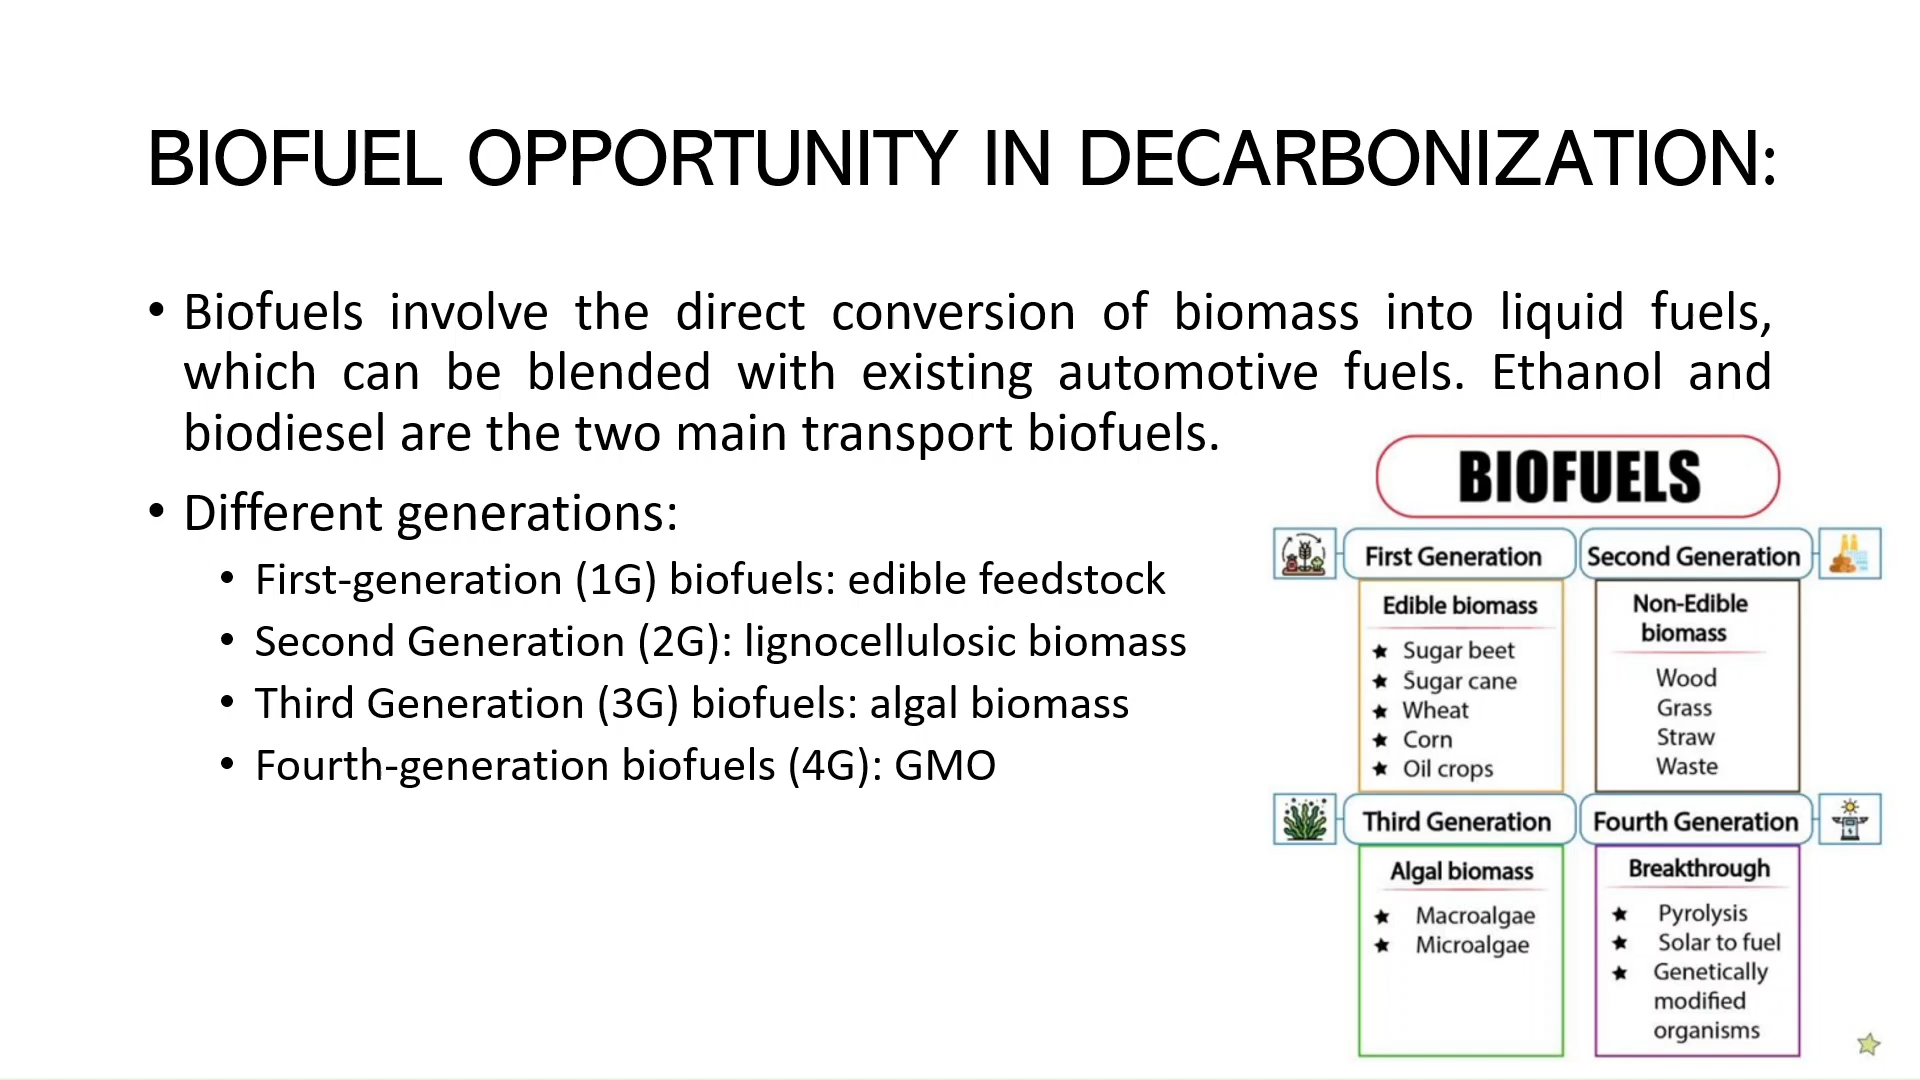 BIOFUEL OPPORTUNITY IN DECARBONIZATION:
• Biofuels involve the direct conversion of biomass into liquid fuels,
which can be blended with existing automotive fuels. Ethanol and
biodiesel are the two main transport biofuels.
• Different generations:
• First-generation (1G) biofuels: edible feedstock
• Second Generation (2G): lignocellulosic biomass
• Third Generation (3G) biofuels: algal biomass
• Fourth-generation biofuels (4G): GMO
BIOFUELS
First Generation
Edible biomass
★ Sugar beet
★ Sugar cane
★ Wheat
★ Corn
★ Oil crops
Second Generation
Non-Edible
biomass
Wood
Grass
Straw
Waste
Third Generation
Algal biomass
★ Macroalgae
★ Microalgae
Fourth Generation
Breakthrough
★ Pyrolysis
★ Solar to fuel
★ Genetically
modified
organisms